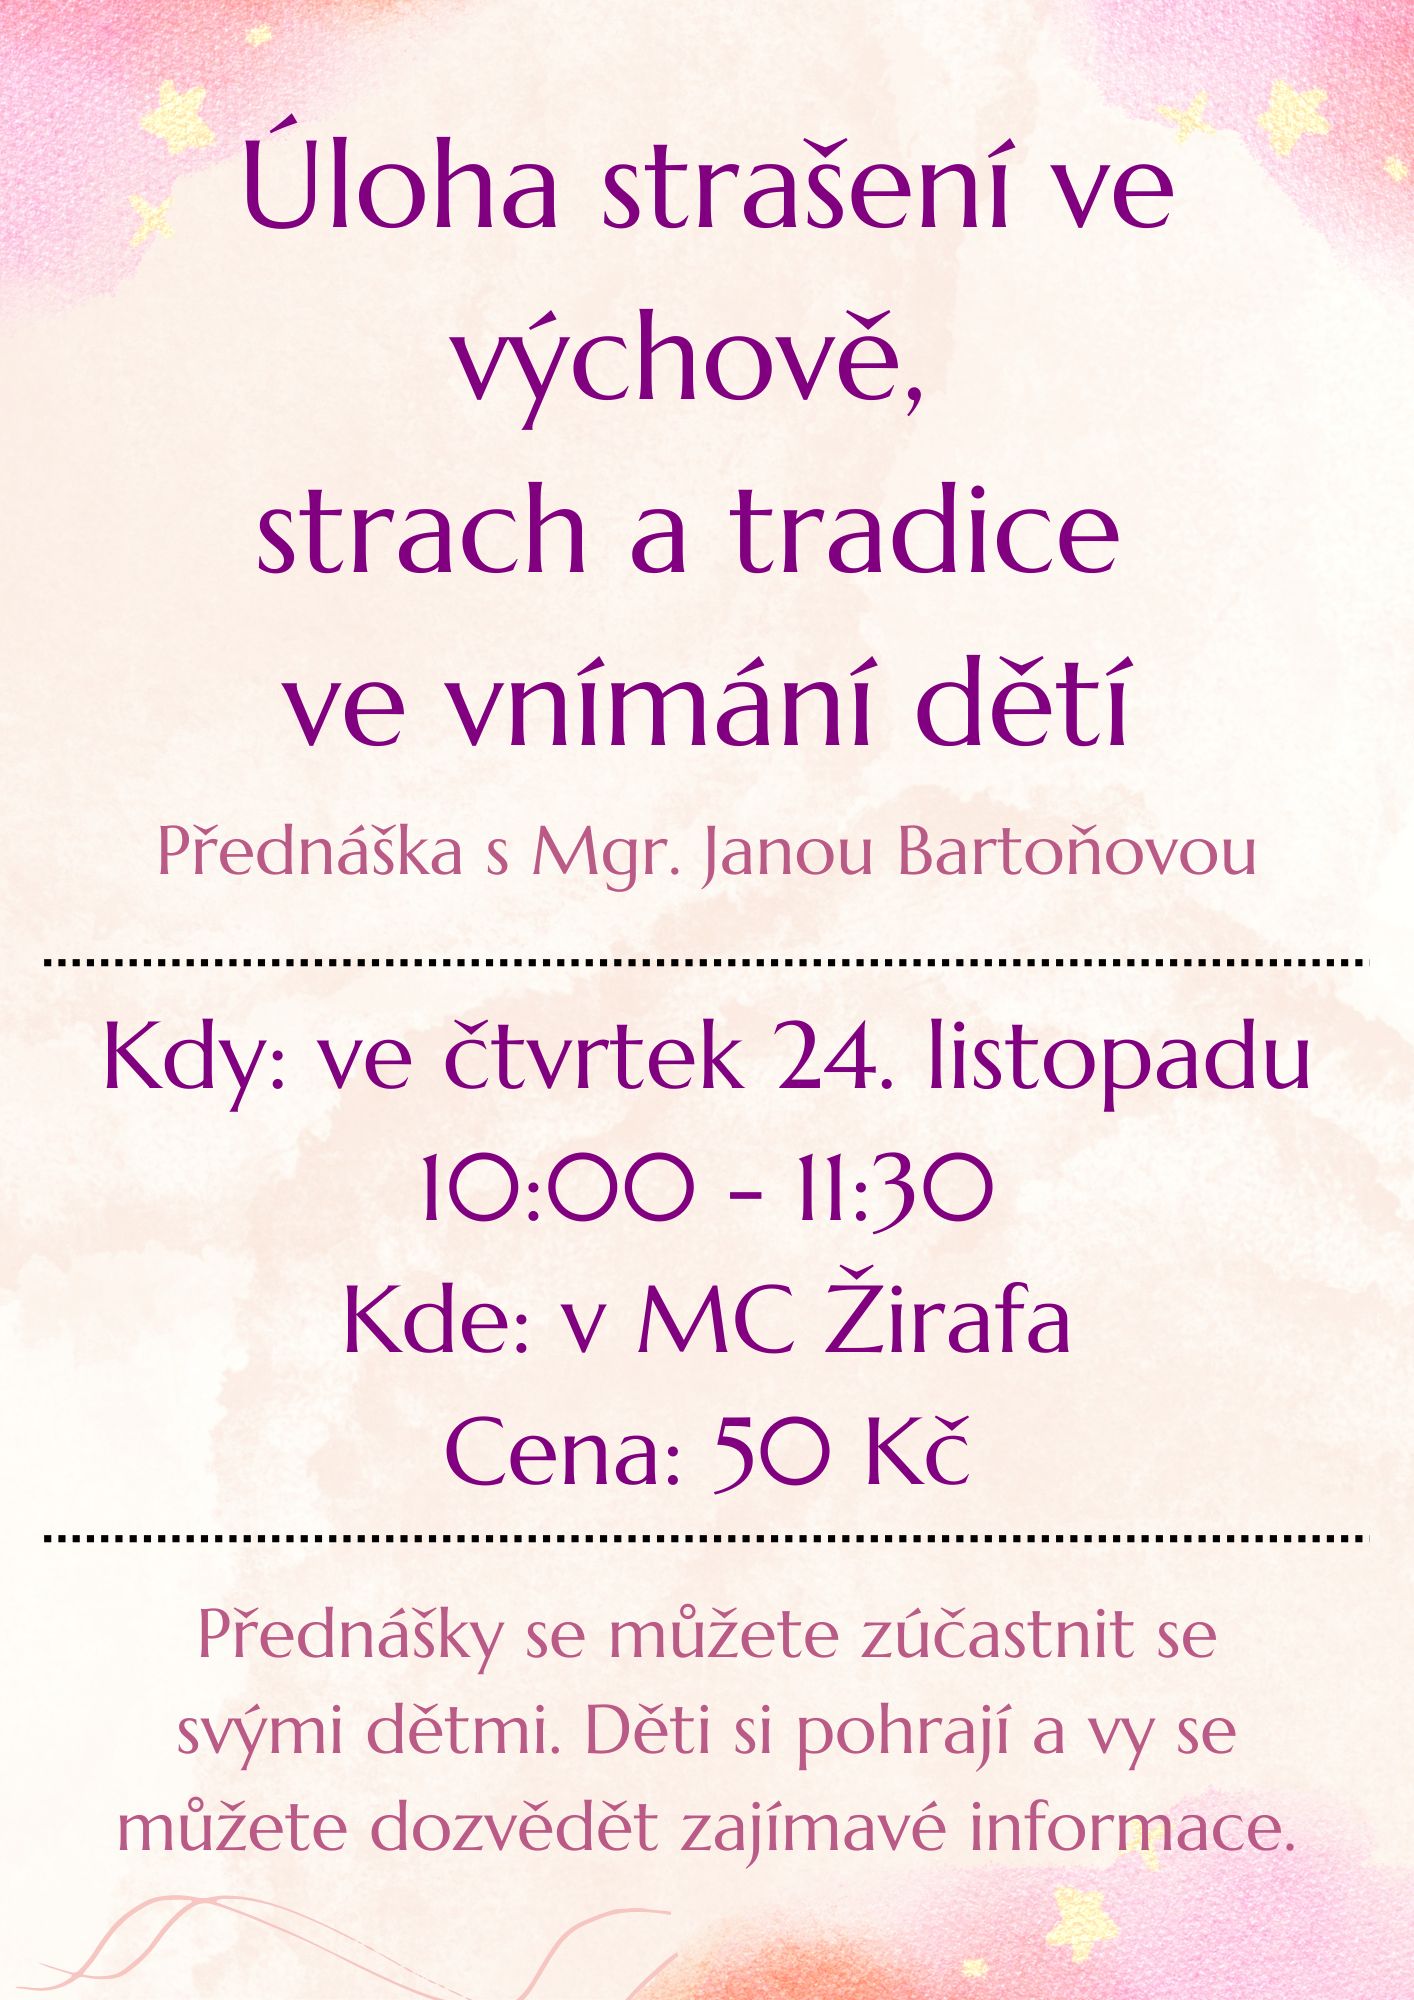 Úloha strašení ve
výchově,
strach a tradice
ve vnímání dětí
Přednáška s Mgr. Janou Bartoňovou
Kdy: ve čtvrtek 24. listopadu
10:00 - 11:30
Kde: v MC Žirafa
Cena: 50 Kč
Přednášky se můžete zúčastnit se
svými dětmi. Děti si pohrají a vy se
můžete dozvědět zajímavé informace.